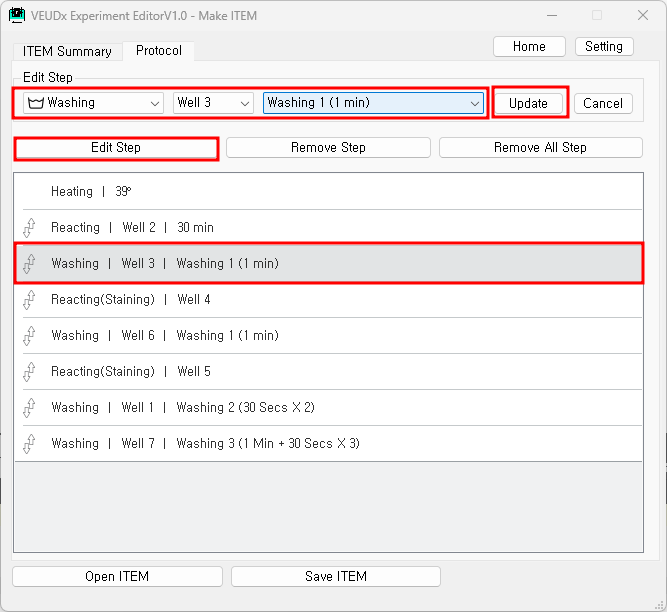 VEUDx Experiment EditorV1.0 - Make ITEM
ITEM Summary Protocol Home Setting
Edit Step
Washing Well 3 Washing 1 (1 min) Update Cancel
Edit Step Remove Step Remove All Step
Heating | 39º
Reacting | Well 2 | 30 min
Washing | Well 3 | Washing 1 (1 min)
Reacting(Staining) | Well 4
Washing | Well 6 | Washing 1 (1 min)
Reacting(Staining) | Well 5
Washing | Well 1 | Washing 2 (30 Secs X 2)
Washing | Well 7 | Washing 3 (1 Min + 30 Secs X 3)
Open ITEM Save ITEM